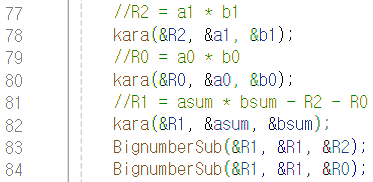 77 //R2 = a1 * b1
78 kara(&R2, &a1, &b1);
79 //R0 = a0 * b0
80 kara(&R0, &a0, &b0);
81 //R1 = asum * bsum - R2 - R0
82 kara(&R1, &asum, &bsum);
83 BignumberSub(&R1, &R1, &R2);
84 BignumberSub(&R1, &R1, &R0);